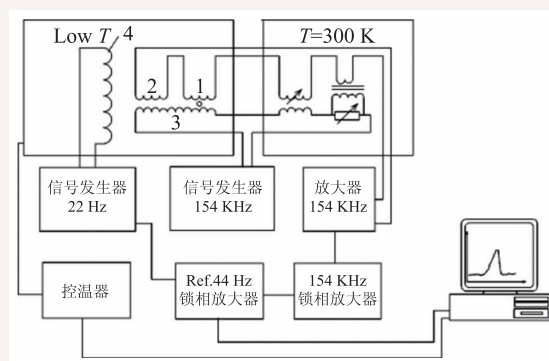 Low T
4
T=300 K
2
1
3
信号发生器
22 Hz
信号发生器
154 KHz
放大器
154 KHz
控温器
Ref.44 Hz
锁相放大器
154 KHz
锁相放大器